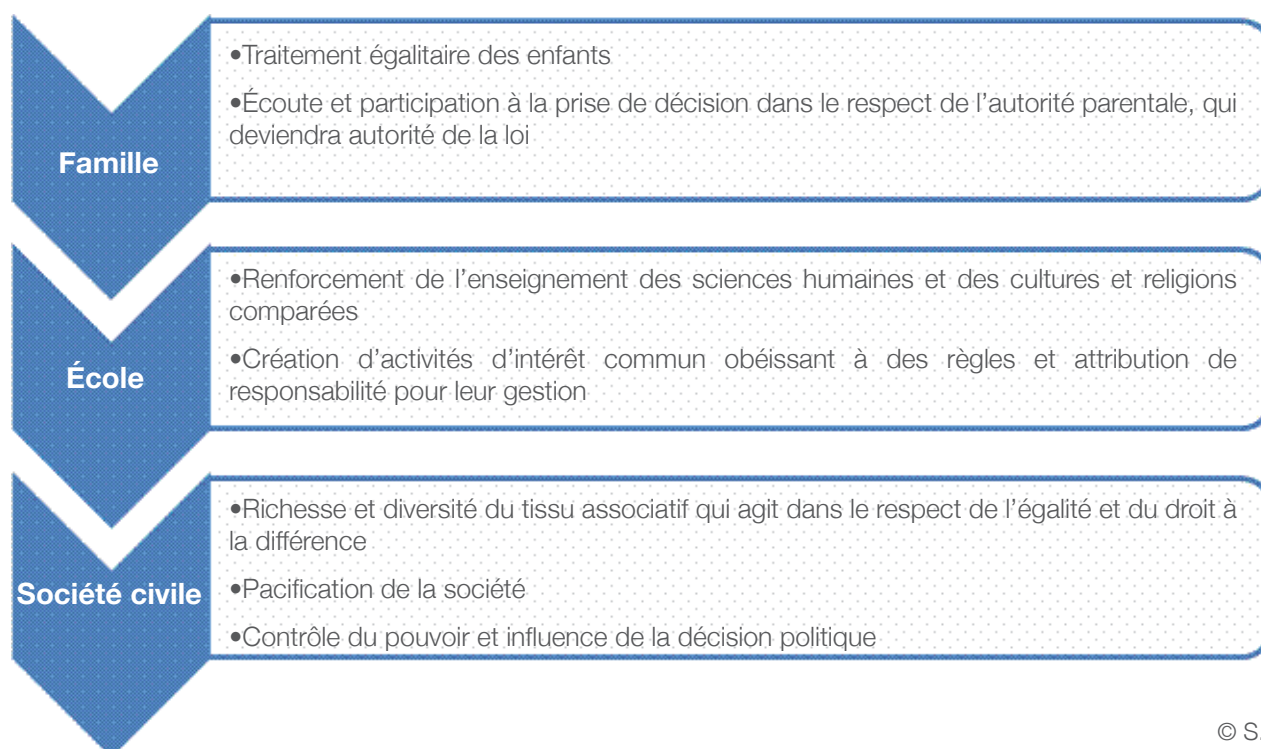 •Traitement égalitaire des enfants
•Écoute et participation à la prise de décision dans le respect de l’autorité parentale, qui
deviendra autorité de la loi
Famille
•Renforcement de l’enseignement des sciences humaines et des cultures et religions
comparées
•Création d’activités d’intérêt commun obéissant à des règles et attribution de
responsabilité pour leur gestion
École
•Richesse et diversité du tissu associatif qui agit dans le respect de l’égalité et du droit à
la différence
Société civile
•Pacification de la société
•Contrôle du pouvoir et influence de la décision politique
© S.